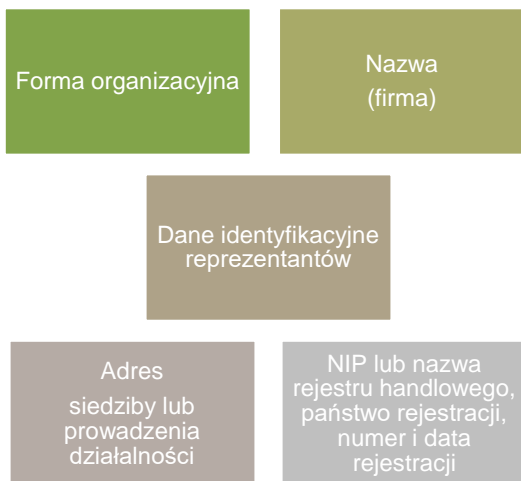 Forma organizacyjna
Nazwa
(firma)
Dane identyfikacyjne
reprezentantów
Adres
siedziby lub
prowadzenia
działalności
NIP lub nazwa
rejestru handlowego,
państwo rejestracji,
numer i data
rejestracji